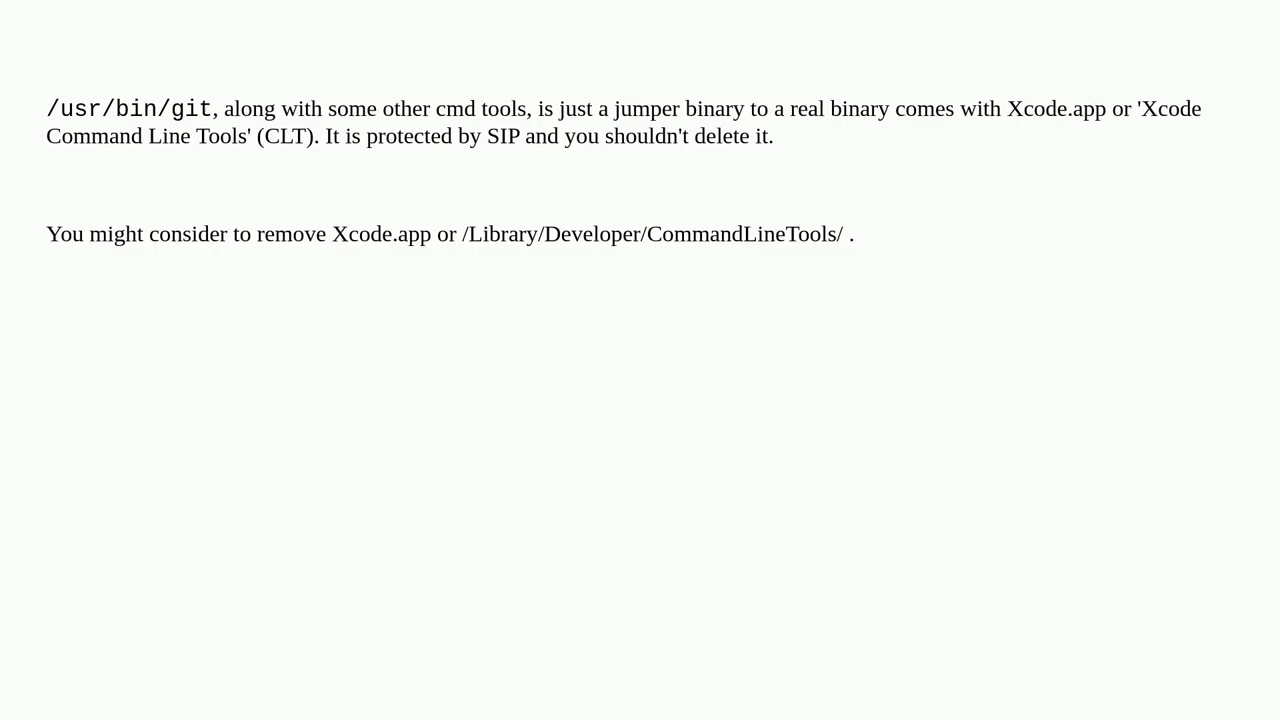 /usr/bin/git, along with some other cmd tools, is just a jumper binary to a real binary comes with Xcode.app or 'Xcode
Command Line Tools' (CLT). It is protected by SIP and you shouldn't delete it.
You might consider to remove Xcode.app or /Library/Developer/CommandLineTools/ .